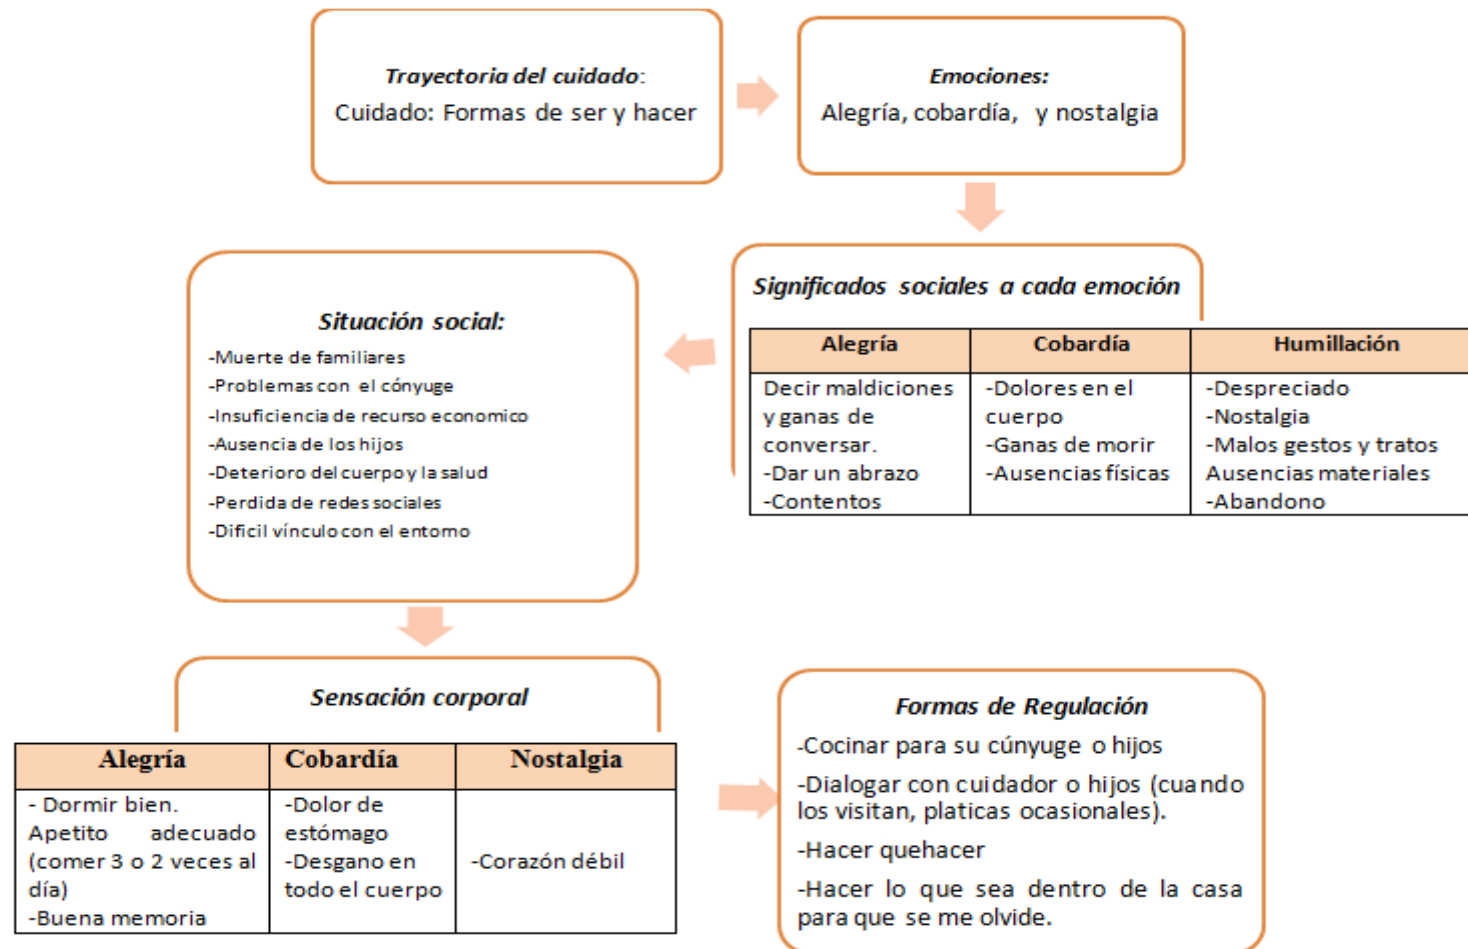 Trayectoria del cuidado:
Cuidado: Formas de ser y hacer
Emociones:
Alegría, cobardía, y nostalgia
Significados sociales a cada emoción
Alegría
Decir maldiciones
y ganas de
conversar.
-Dar un abrazo
-Contentos
Cobardía
-Dolores en el
cuerpo
-Ganas de morir
-Ausencias físicas
Humillación
-Despreciado
-Nostalgia
-Malos gestos y tratos
Ausencias materiales
-Abandono
Situación social:
-Muerte de familiares
-Problemas con el cónyuge
-Insuficiencia de recurso economico
-Ausencia de los hijos
-Deterioro del cuerpo y la salud
-Perdida de redes sociales
-Dificil vínculo con el entorno
Sensación corporal
Alegría
- Dormir bien.
Apetito adecuado
(comer 3 o 2 veces al
día)
-Buena memoria
Cobardía
-Dolor de
estómago
-Desgano en
todo el cuerpo
Nostalgia
-Corazón débil
Formas de Regulación
-Cocinar para su cúnyuge o hijos
-Dialogar con cuidador o hijos (cuando
los visitan, platicas ocasionales).
-Hacer quehacer
-Hacer lo que sea dentro de la casa
para que se me olvide.